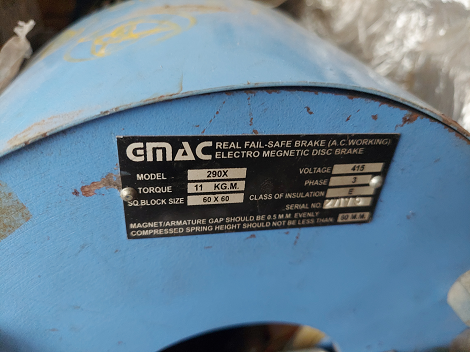 GMAC REAL FAIL-SAFE BRAKE (A.C.WORKING)
ELECTRO MEGNETIC DISC BRAKE
MODEL 290X VOLTAGE 415
TORQUE 11 KG.M. PHASE 3
SQ.BLOCK SIZE 60 X 60 CLASS OF INSULATION E
SERIAL NO.
MAGNET/ARMATURE GAP SHOULD BE 0.5 M M EVENLY
COMPRESSED SPRING HEIGHT SHOULD NOT BE LESS THAN M.M.